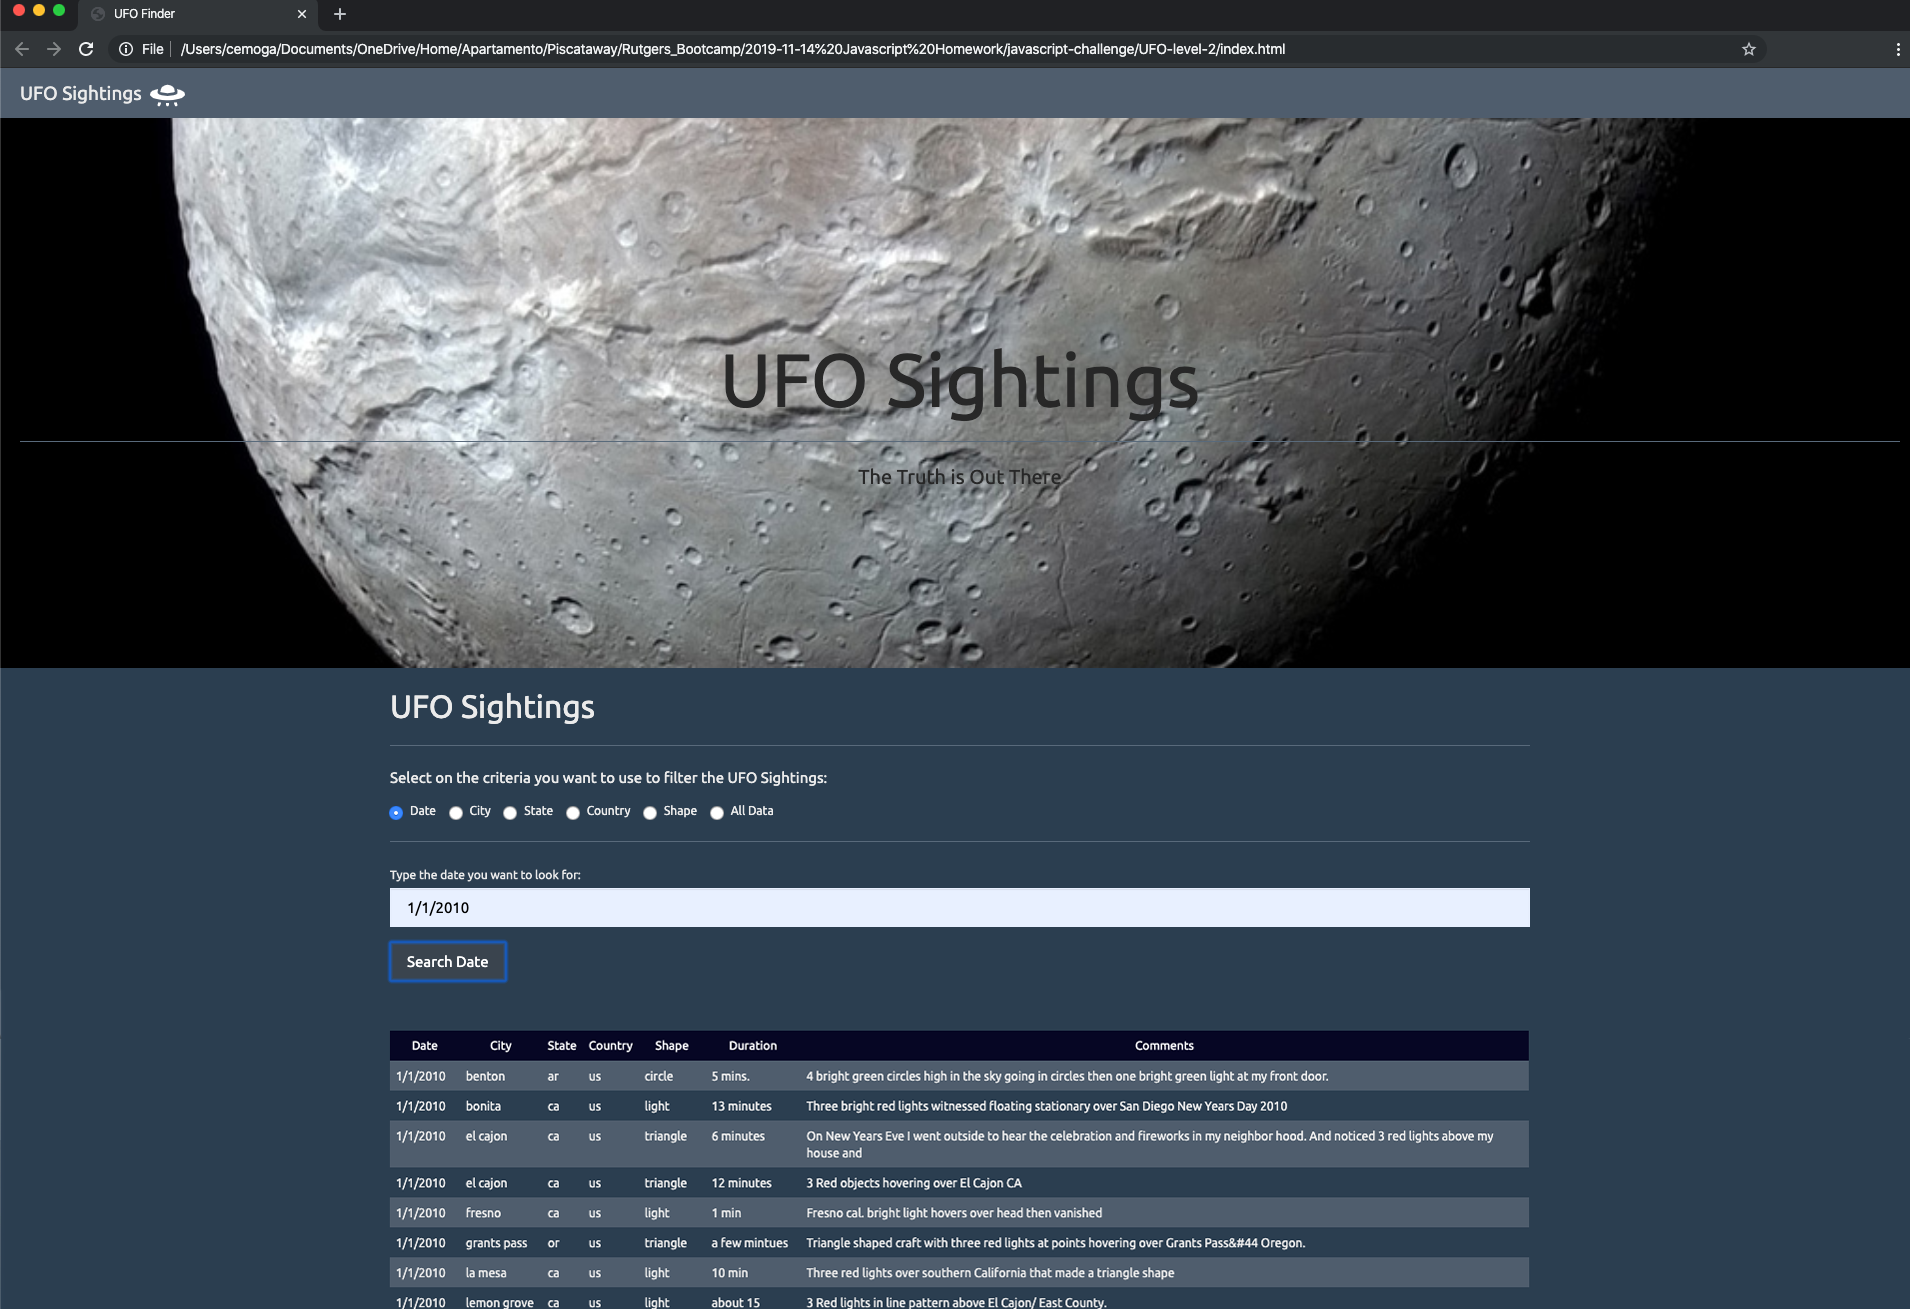 UFO Finder
File /Users/cemoga/Documents/OneDrive/Home/Apartamento/Piscataway/Rutgers_Bootcamp/2019-11-14%20Javascript%20Homework/javascript-challenge/UFO-level-2/index.html
UFO Sightings
UFO Sightings
The Truth is Out There
UFO Sightings
Select on the criteria you want to use to filter the UFO Sightings:
Date City State Country Shape All Data
Type the date you want to look for:
1/1/2010
Search Date
Date City State Country Shape Duration Comments
1/1/2010 benton ar us circle 5 mins. 4 bright green circles high in the sky going in circles then one bright green light at my front door.
1/1/2010 bonita ca us light 13 minutes Three bright red lights witnessed floating stationary over San Diego New Years Day 2010
1/1/2010 el cajon ca us triangle 6 minutes On New Years Eve I went outside to hear the celebration and fireworks in my neighbor hood. And noticed 3 red lights above my
house and
1/1/2010 el cajon ca us triangle 12 minutes 3 Red objects hovering over El Cajon CA
1/1/2010 fresno ca us light 1 min Fresno cal. bright light hovers over head then vanished
1/1/2010 grants pass or us triangle a few mintues Triangle shaped craft with three red lights at points hovering over Grants Pass&#44 Oregon.
1/1/2010 la mesa ca us light 10 min Three red lights over southern California that made a triangle shape
1/1/2010 lemon grove ca us light about 15 3 Red lights in line pattern above El Cajon/ East County.